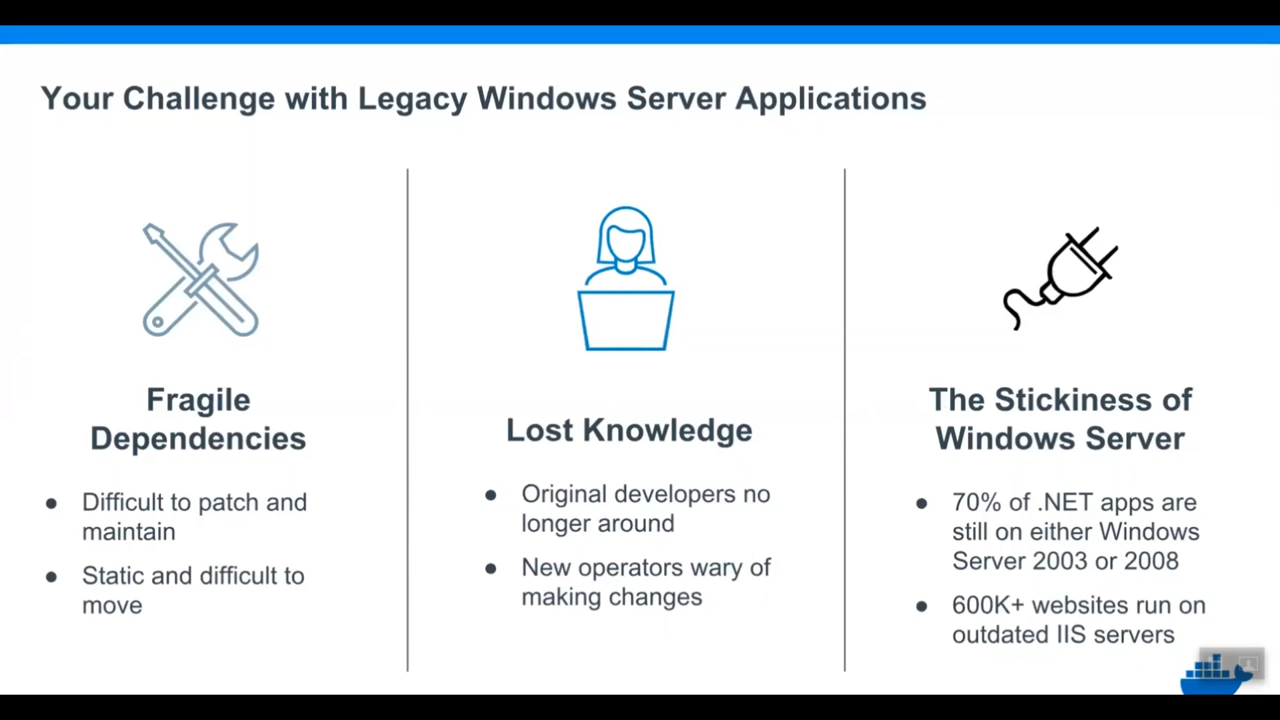 Your Challenge with Legacy Windows Server Applications
Fragile
Dependencies
● Difficult to patch and
maintain
● Static and difficult to
move
Lost Knowledge
● Original developers no
longer around
● New operators wary of
making changes
The Stickiness of
Windows Server
● 70% of .NET apps are
still on either Windows
Server 2003 or 2008
● 600K+ websites run on
outdated IIS servers